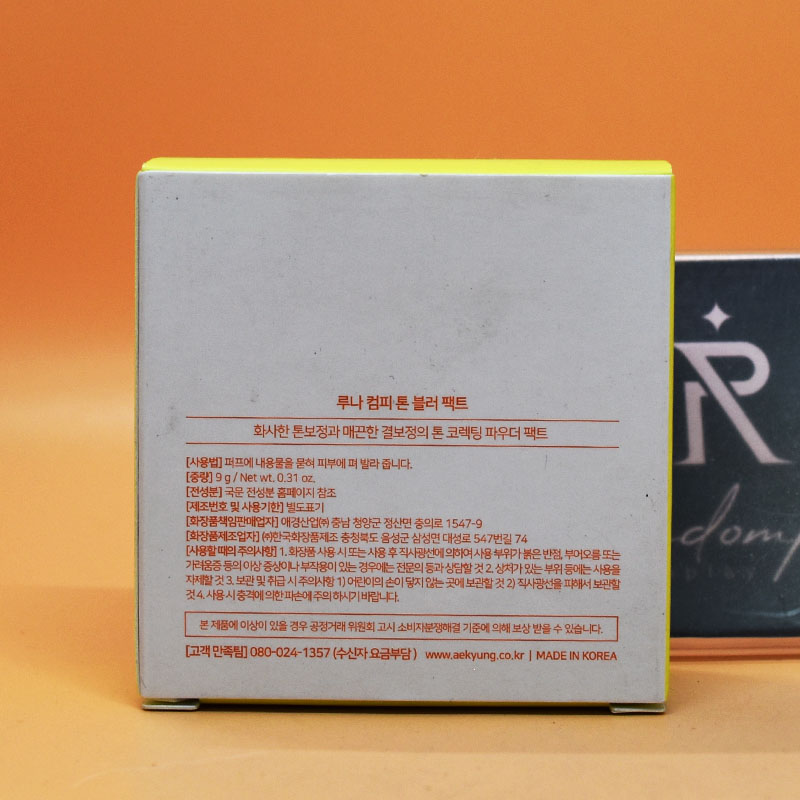 루나 컴피 톤 블러 팩트
화사한 톤보정과 매끈한 결보정의 톤 코렉팅 파우더 팩트
[사용법] 퍼프에 내용물을 묻혀 피부에 펴 발라 줍니다.
[중량] 9 g / Net wt. 0.31 oz.
[전성분] 국문 전성분 홈페이지 참조
[제조번호 및 사용기한] 별도표기
[화장품책임판매업자] 애경산업㈜ 충남 청양군 정산면 충의로 1547-9
[화장품제조업자] ㈜한국화장품제조 충청북도 음성군 삼성면 대성로 547번길 74
[사용할 때의 주의사항] 1. 화장품 사용 시 또는 사용 후 직사광선에 의하여 사용 부위가 붉은 반점, 부어오름 또는
가려움증 등의 이상 증상이나 부작용이 있는 경우에는 전문의 등과 상담할 것 2. 상처가 있는 부위 등에는 사용을
자제할 것 3. 보관 및 취급 시 주의사항 1) 어린이의 손이 닿지 않는 곳에 보관할 것 2) 직사광선을 피해서 보관할
것 4. 사용 시 충격에 의한 파손에 주의 하시기 바랍니다.
본 제품에 이상이 있을 경우 공정거래 위원회 고시 소비자분쟁해결 기준에 의해 보상 받을 수 있습니다.
[고객 만족팀] 080-024-1357 (수신자 요금부담 ) www.aekyung.co.kr | MADE IN KOREA